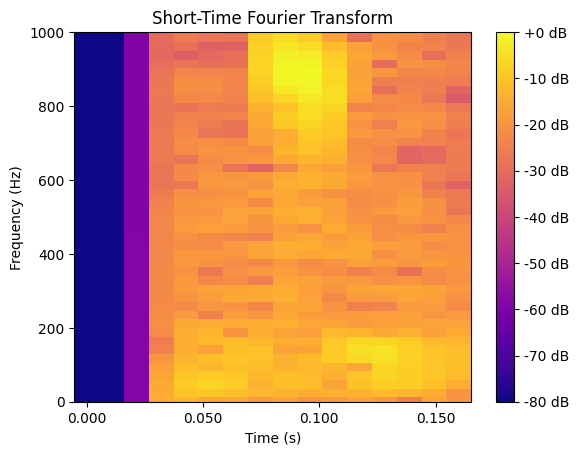 Short-Time Fourier Transform
1000
800
600
400
200
0
Frequency (Hz)
0.000
0.050
0.100
0.150
Time (s)
+0 dB
-10 dB
-20 dB
-30 dB
-40 dB
-50 dB
-60 dB
-70 dB
-80 dB